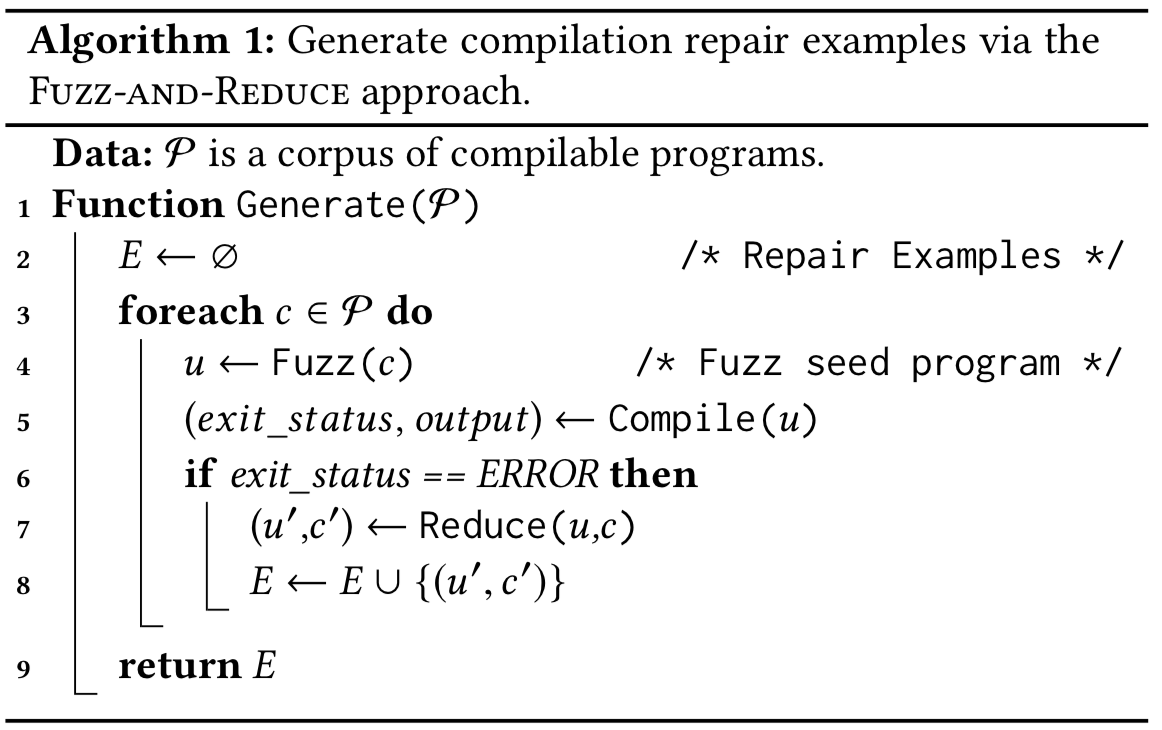 Algorithm 1: Generate compilation repair examples via the
Fuzz-and-Reduce approach.
Data: 𝒫 is a corpus of compilable programs.
1 Function Generate(𝒫)
2 E ← ∅ /* Repair Examples */
3 foreach c ∈ 𝒫 do
4 u ← Fuzz(c) /* Fuzz seed program */
5 (exit_status, output) ← Compile(u)
6 if exit_status == ERROR then
7 (u′,c′) ← Reduce(u,c)
8 E ← E ∪ {(u′, c′)}
9 return E